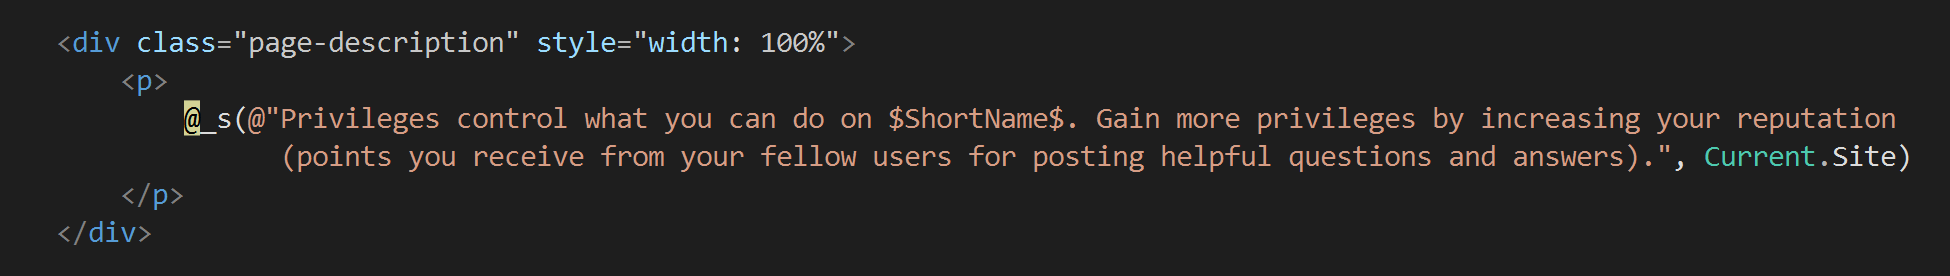 <div class="page-description" style="width: 100%">
<p>
@_s(@"Privileges control what you can do on $ShortName$. Gain more privileges by increasing your reputation
(points you receive from your fellow users for posting helpful questions and answers).", Current.Site)
</p>
</div>